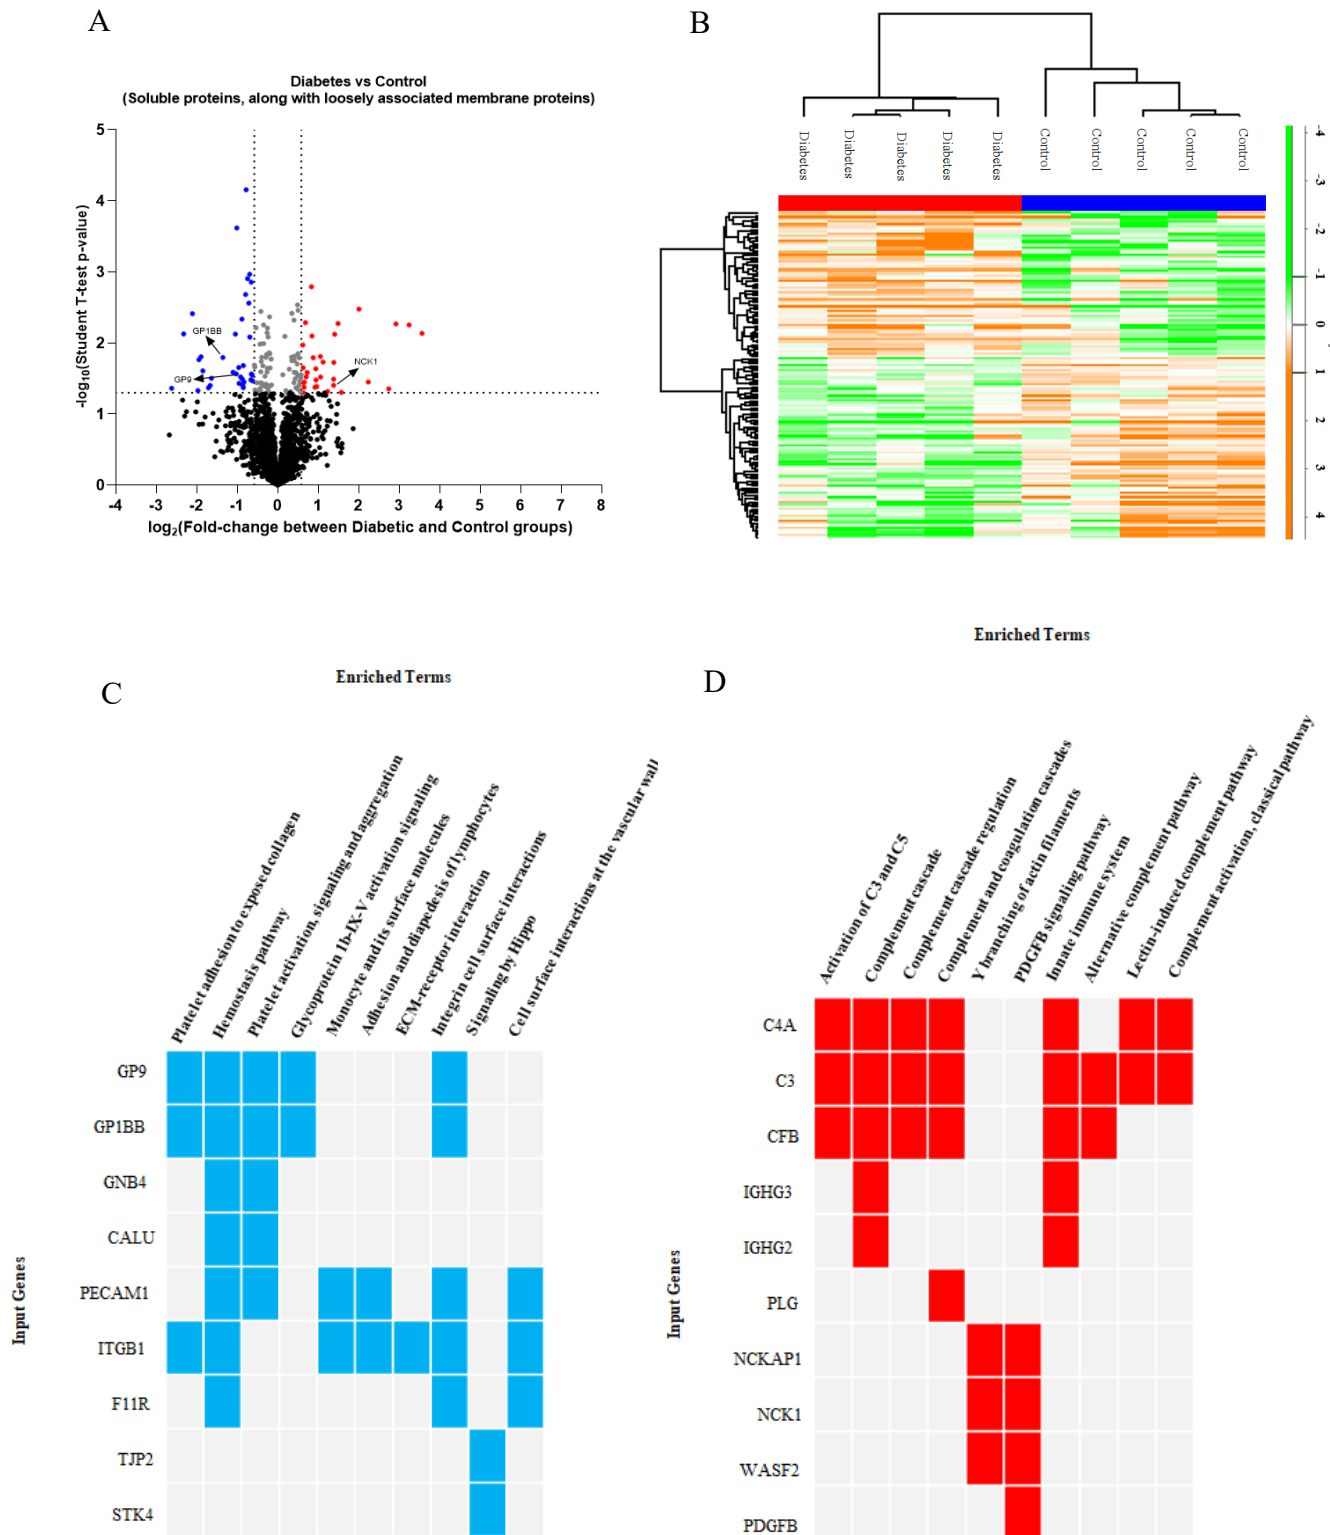 A
Diabetes vs Control
(Soluble proteins, along with loosely associated membrane proteins)
-log10(Student T-test p-value)
5
4
3
2
1
0
GP1BB
GP9
NCK1
-4
-3
-2
-1
0
1
2
3
4
5
6
7
8
log2(Fold-change between Diabetic and Control groups)
B
Diabetes
Diabetes
Diabetes
Diabetes
Diabetes
Control
Control
Control
Control
Control
-4
-3
-2
-1
0
1
2
3
4
C
Enriched Terms
Platelet adhesion to exposed collagen
Hemostasis pathway
Platelet activation, signaling and aggregation
Glycoprotein 1b-IX-V activation signaling
Monocyte and its surface molecules
Adhesion and diapedesis of lymphocytes
ECM-receptor interaction
Integrin cell surface interactions
Signaling by Hippo
Cell surface interactions at the vascular wall
Input Genes
GP9
GP1BB
GNB4
CALU
PECAM1
ITGB1
F11R
TJP2
STK4
D
Enriched Terms
Activation of C3 and C5
Complement cascade
Complement cascade regulation
Complement and coagulation cascades
Y branching of actin filaments
PDGFB signaling pathway
Innate immune system
Alternative complement pathway
Lectin-induced complement pathway
Complement activation, classical pathway
Input Genes
C4A
C3
CFB
IGHG3
IGHG2
PLG
NCKAP1
NCK1
WASF2
PDGFB